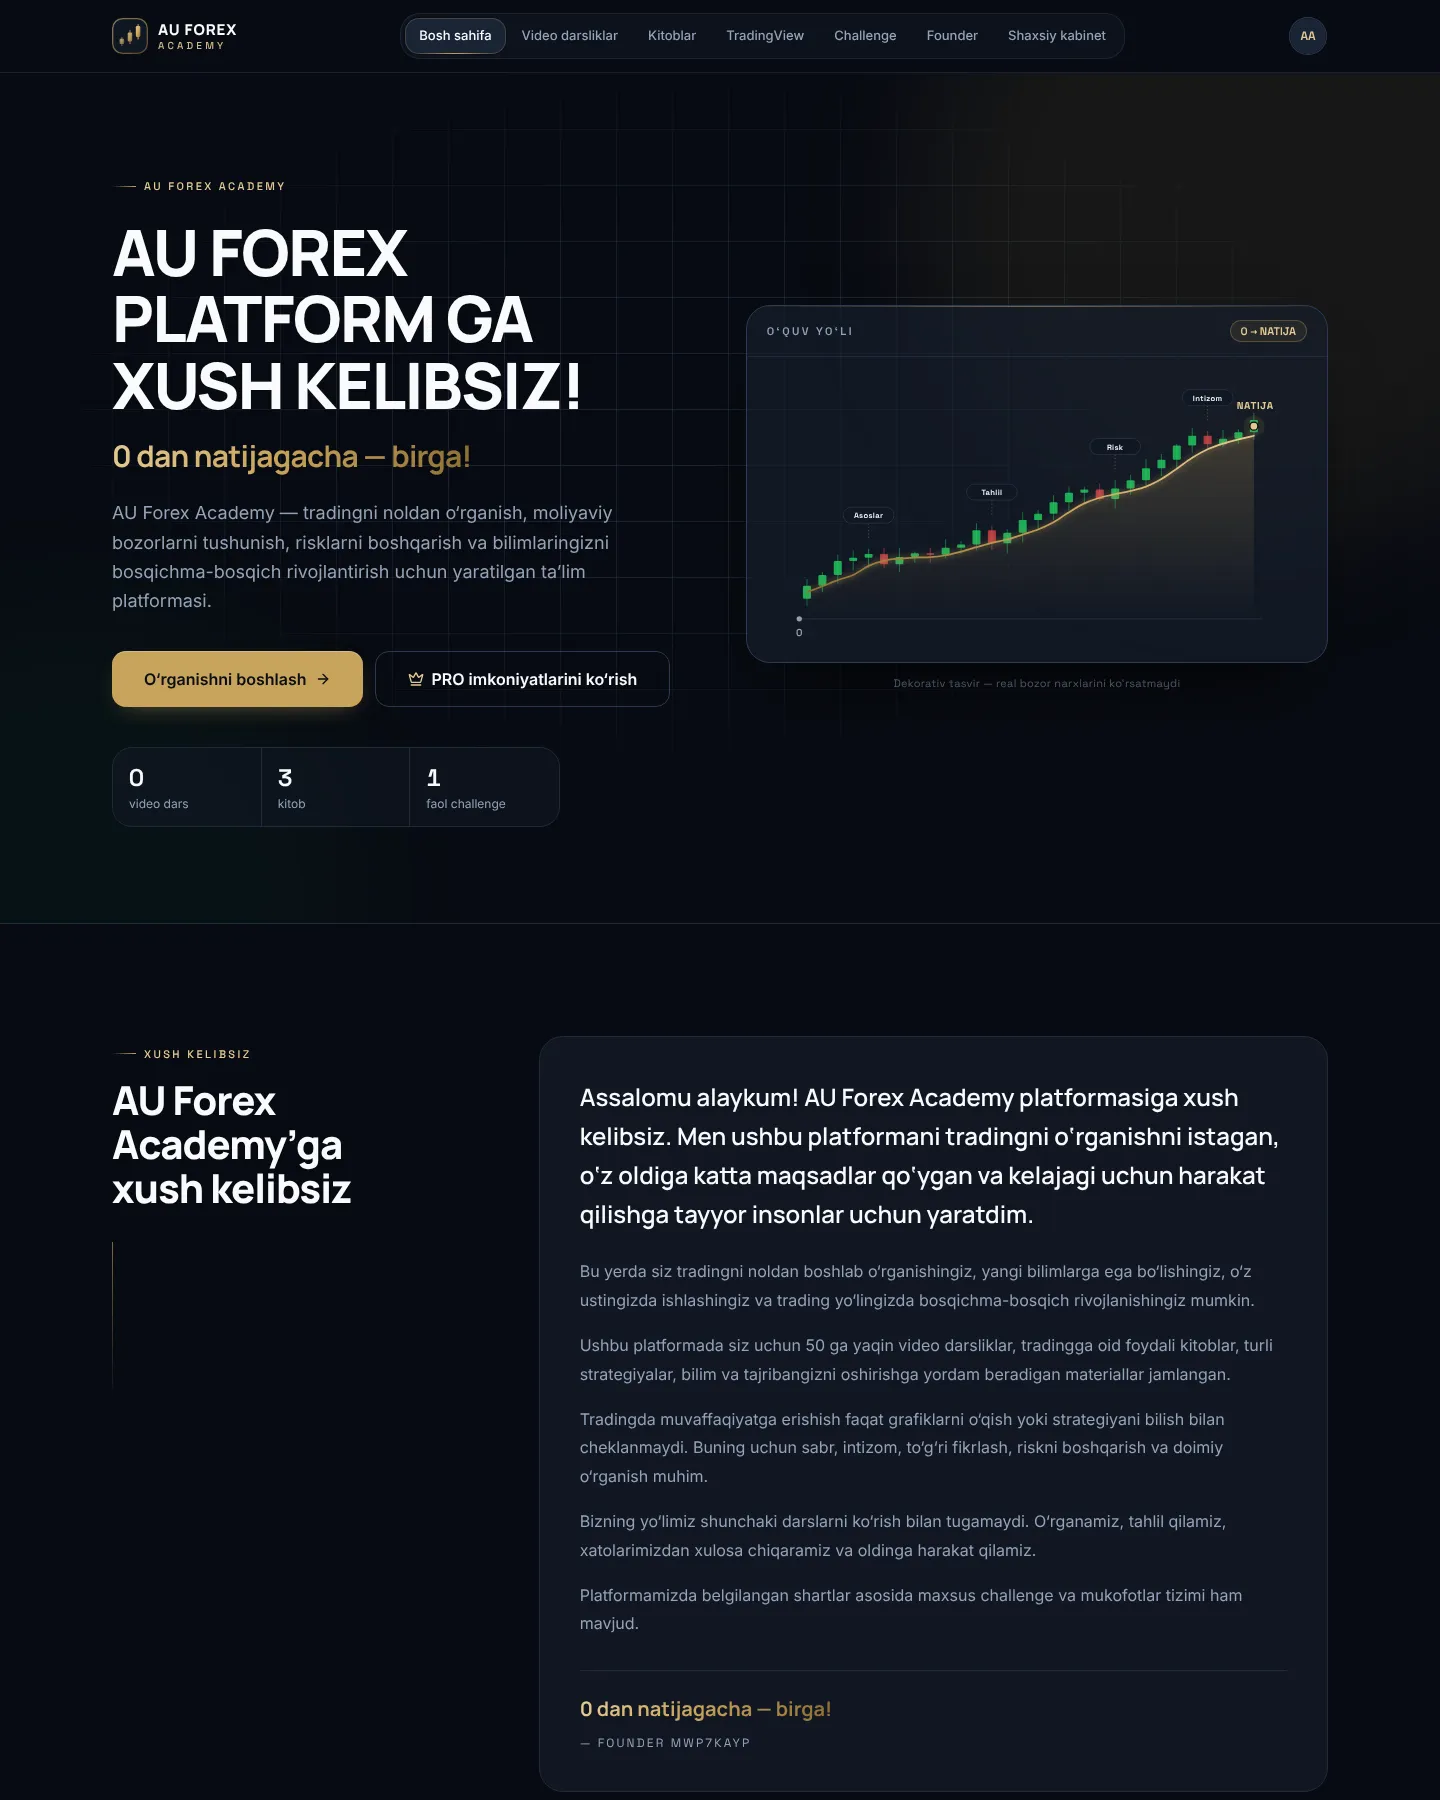 AU FOREX
ACADEMY
Bosh sahifa
Video darsliklar
Kitoblar
TradingView
Challenge
Founder
Shaxsiy kabinet
AA
AU FOREX ACADEMY
AU FOREX
PLATFORM GA
XUSH KELIBSIZ!
0 dan natijagacha — birga!
AU Forex Academy — tradingni noldan o‘rganish, moliyaviy
bozorlarni tushunish, risklarni boshqarish va bilimlaringizni
bosqichma-bosqich rivojlantirish uchun yaratilgan ta’lim
platformasi.
O‘rganishni boshlash →
PRO imkoniyatlarini ko‘rish
0
video dars
3
kitob
1
faol challenge
O‘QUV YO‘LI
0 → NATIJA
Intizom
NATIJA
Risk
Tahlil
Asoslar
0
Dekorativ tasvir — real bozor narxlarini ko‘rsatmaydi
XUSH KELIBSIZ
AU Forex
Academy’ga
xush kelibsiz
Assalomu alaykum! AU Forex Academy platformasiga xush
kelibsiz. Men ushbu platformani tradingni o‘rganishni istagan,
o‘z oldiga katta maqsadlar qo‘ygan va kelajagi uchun harakat
qilishga tayyor insonlar uchun yaratdim.
Bu yerda siz tradingni noldan boshlab o‘rganishingiz, yangi bilimlarga ega bo‘lishingiz, o‘z
ustingizda ishlashingiz va trading yo‘lingizda bosqichma-bosqich rivojlanishingiz mumkin.
Ushbu platformada siz uchun 50 ga yaqin video darsliklar, tradingga oid foydali kitoblar, turli
strategiyalar, bilim va tajribangizni oshirishga yordam beradigan materiallar jamlangan.
Tradingda muvaffaqiyatga erishish faqat grafiklarni o‘qish yoki strategiyani bilish bilan
cheklanmaydi. Buning uchun sabr, intizom, to‘g‘ri fikrlash, riskni boshqarish va doimiy
o‘rganish muhim.
Bizning yo‘limiz shunchaki darslarni ko‘rish bilan tugamaydi. O‘rganamiz, tahlil qilamiz,
xatolarimizdan xulosa chiqaramiz va oldinga harakat qilamiz.
Platformamizda belgilangan shartlar asosida maxsus challenge va mukofotlar tizimi ham
mavjud.
0 dan natijagacha — birga!
— FOUNDER MWP7KAYP